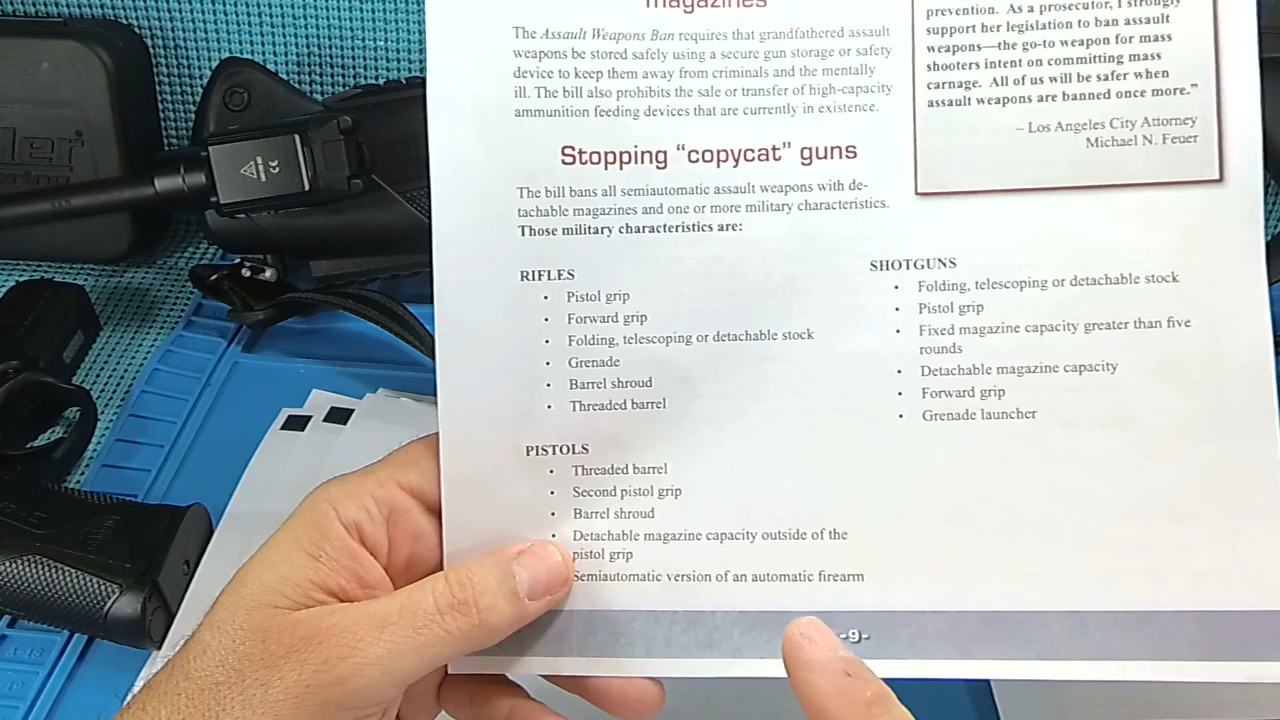 magazines
The Assault Weapons Ban requires that grandfathered assault
weapons be stored safely using a secure gun storage or safety
device to keep them away from criminals and the mentally
ill. The bill also prohibits the sale or transfer of high-capacity
ammunition feeding devices that are currently in existence.
Stopping “copycat” guns
The bill bans all semiautomatic assault weapons with de-
tachable magazines and one or more military characteristics.
Those military characteristics are:
RIFLES
• Pistol grip
• Forward grip
• Folding, telescoping or detachable stock
• Grenade
• Barrel shroud
• Threaded barrel
PISTOLS
• Threaded barrel
• Second pistol grip
• Barrel shroud
• Detachable magazine capacity outside of the
pistol grip
Semiautomatic version of an automatic firearm
prevention. As a prosecutor, I strongly
support her legislation to ban assault
weapons—the go-to weapon for mass
shooters intent on committing mass
carnage. All of us will be safer when
assault weapons are banned once more.”
– Los Angeles City Attorney
Michael N. Feuer
SHOTGUNS
• Folding, telescoping or detachable stock
• Pistol grip
• Fixed magazine capacity greater than five
rounds
• Detachable magazine capacity
• Forward grip
• Grenade launcher
-9-